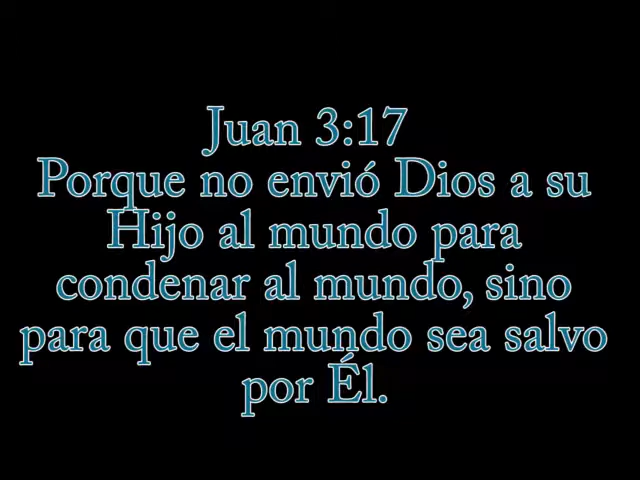 Juan 3:17
Porque no envió Dios a su
Hijo al mundo para
condenar al mundo, sino
para que el mundo sea salvo
por Él.